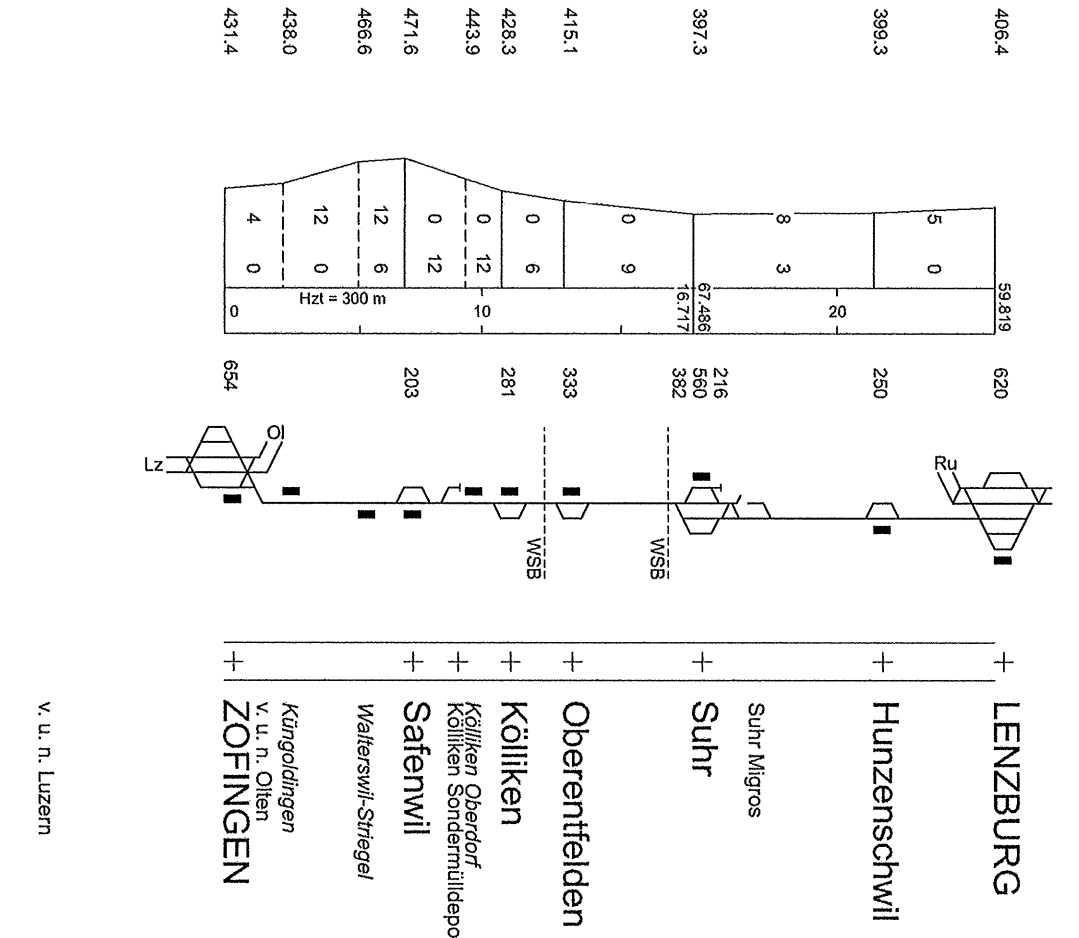 431.4
438.0
466.6
471.6
443.9
428.3
415.1
397.3
399.3
406.4
4 0
12 0
12 6
0 12
0 12
0 6
0 9
8 3
5 0
0
Hzt = 300 m
10
16.717
67.486
20
59.819
654
203
281
333
382
560
216
250
620
Lz
Ol
WSB
WSB
Ru
v. u. n. Luzern
ZOFINGEN
v. u. n. Olten
Küngoldingen
Walterswil-Striegel
Safenwil
Kölliken Sondermülldepo
Kölliken Oberdorf
Kölliken
Oberentfelden
Suhr
Suhr Migros
Hunzenschwil
LENZBURG